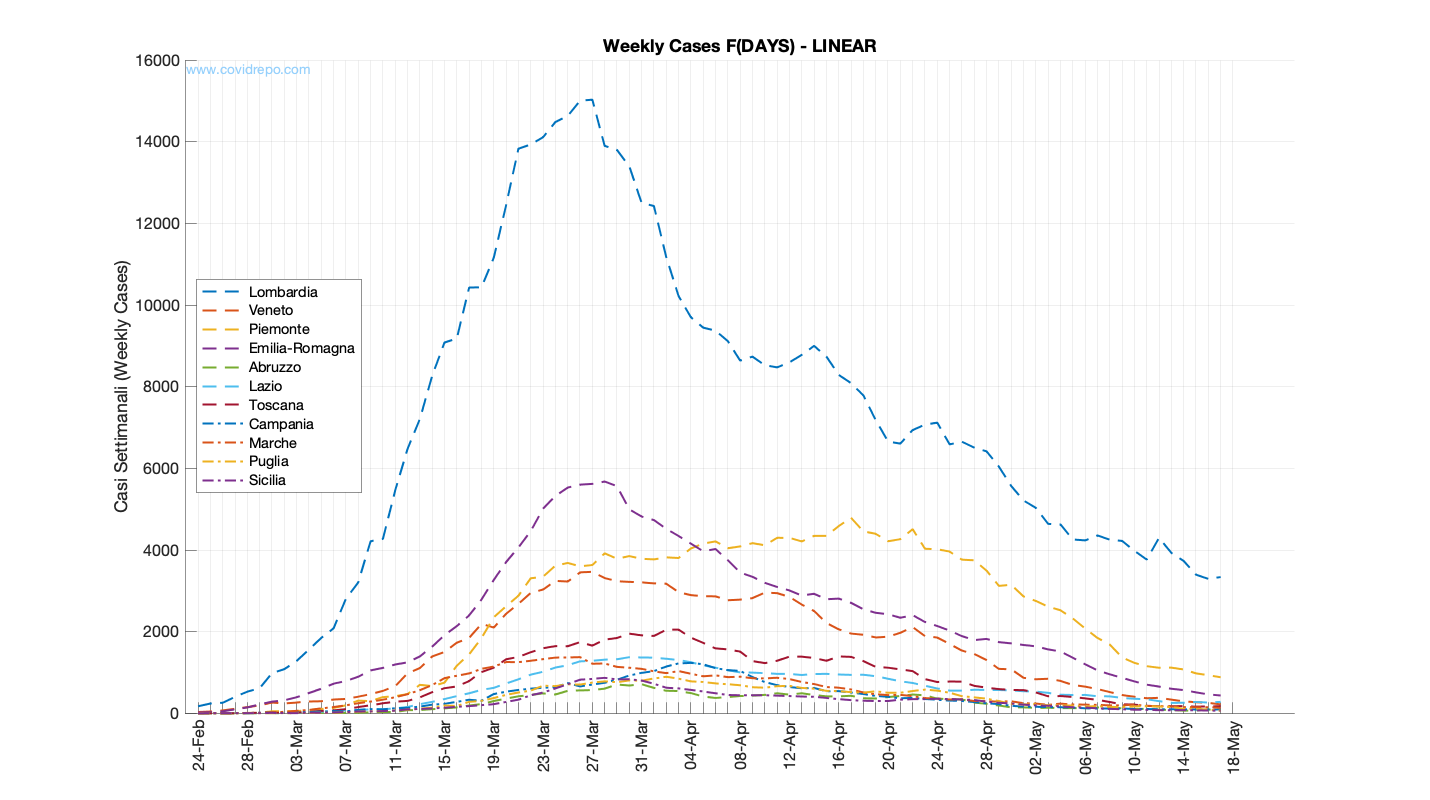 Weekly Cases F(DAYS) - LINEAR
www.covidrepo.com
Casi Settimanali (Weekly Cases)
16000
14000
12000
10000
8000
6000
4000
2000
0
Lombardia
Veneto
Piemonte
Emilia-Romagna
Abruzzo
Lazio
Toscana
Campania
Marche
Puglia
Sicilia
24-Feb
28-Feb
03-Mar
07-Mar
11-Mar
15-Mar
19-Mar
23-Mar
27-Mar
31-Mar
04-Apr
08-Apr
12-Apr
16-Apr
20-Apr
24-Apr
28-Apr
02-May
06-May
10-May
14-May
18-May